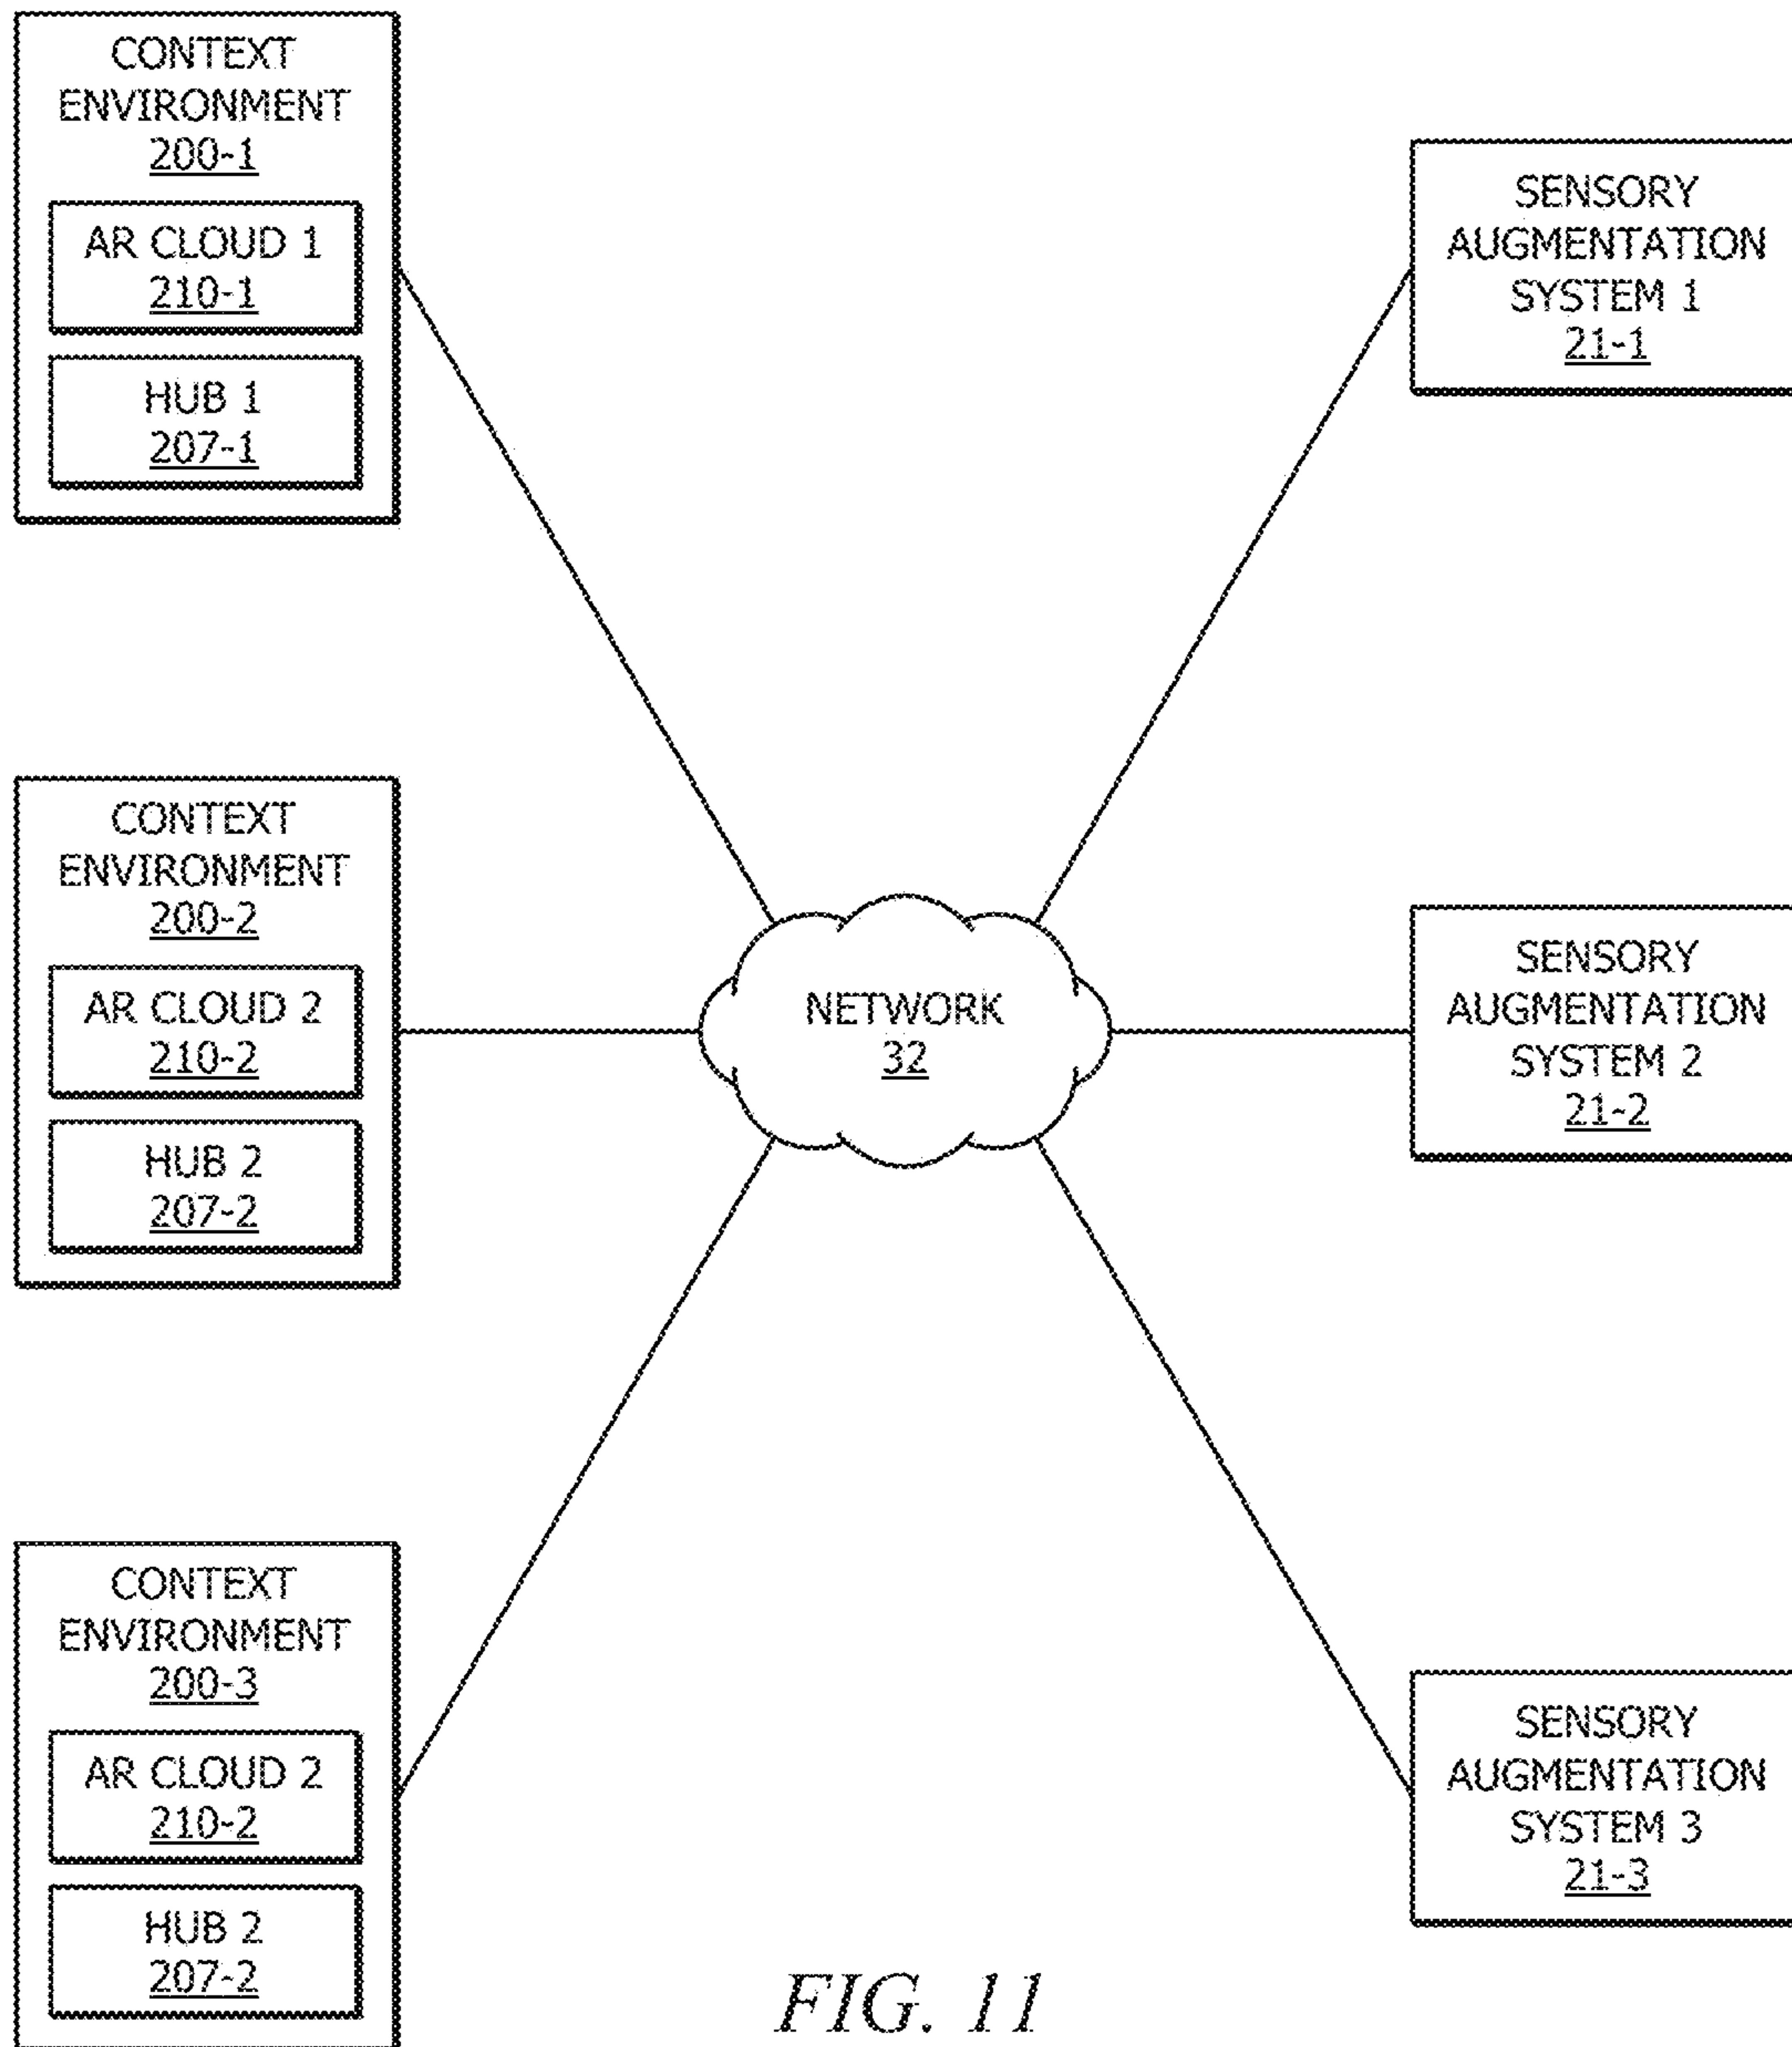 CONTEXT
ENVIRONMENT
200-1
AR CLOUD 1
210-1
HUB 1
207-1
SENSORY
AUGMENTATION
SYSTEM 1
21-1
CONTEXT
ENVIRONMENT
200-2
AR CLOUD 2
210-2
HUB 2
207-2
NETWORK
32
SENSORY
AUGMENTATION
SYSTEM 2
21-2
CONTEXT
ENVIRONMENT
200-3
AR CLOUD 2
210-2
HUB 2
207-2
SENSORY
AUGMENTATION
SYSTEM 3
21-3
FIG. 11